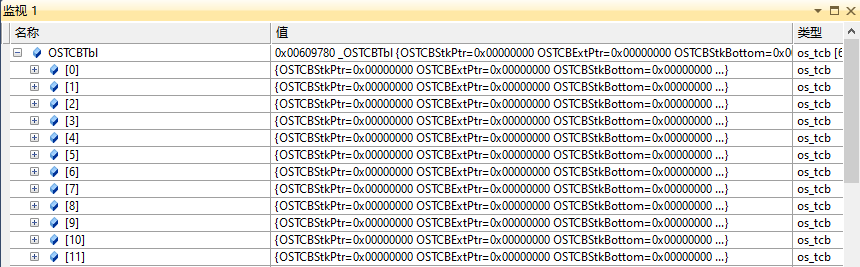 监视 1
名称 值 类型
OSTCBTbl 0x00609780 _OSTCBTbl {OSTCBStkPtr=0x00000000 OSTCBExtPtr=0x00000000 OSTCBStkBottom=0x00 os_tcb [6
[0] {OSTCBStkPtr=0x00000000 OSTCBExtPtr=0x00000000 OSTCBStkBottom=0x00000000 ...} os_tcb
[1] {OSTCBStkPtr=0x00000000 OSTCBExtPtr=0x00000000 OSTCBStkBottom=0x00000000 ...} os_tcb
[2] {OSTCBStkPtr=0x00000000 OSTCBExtPtr=0x00000000 OSTCBStkBottom=0x00000000 ...} os_tcb
[3] {OSTCBStkPtr=0x00000000 OSTCBExtPtr=0x00000000 OSTCBStkBottom=0x00000000 ...} os_tcb
[4] {OSTCBStkPtr=0x00000000 OSTCBExtPtr=0x00000000 OSTCBStkBottom=0x00000000 ...} os_tcb
[5] {OSTCBStkPtr=0x00000000 OSTCBExtPtr=0x00000000 OSTCBStkBottom=0x00000000 ...} os_tcb
[6] {OSTCBStkPtr=0x00000000 OSTCBExtPtr=0x00000000 OSTCBStkBottom=0x00000000 ...} os_tcb
[7] {OSTCBStkPtr=0x00000000 OSTCBExtPtr=0x00000000 OSTCBStkBottom=0x00000000 ...} os_tcb
[8] {OSTCBStkPtr=0x00000000 OSTCBExtPtr=0x00000000 OSTCBStkBottom=0x00000000 ...} os_tcb
[9] {OSTCBStkPtr=0x00000000 OSTCBExtPtr=0x00000000 OSTCBStkBottom=0x00000000 ...} os_tcb
[10] {OSTCBStkPtr=0x00000000 OSTCBExtPtr=0x00000000 OSTCBStkBottom=0x00000000 ...} os_tcb
[11] {OSTCBStkPtr=0x00000000 OSTCBExtPtr=0x00000000 OSTCBStkBottom=0x00000000 ...} os_tcb